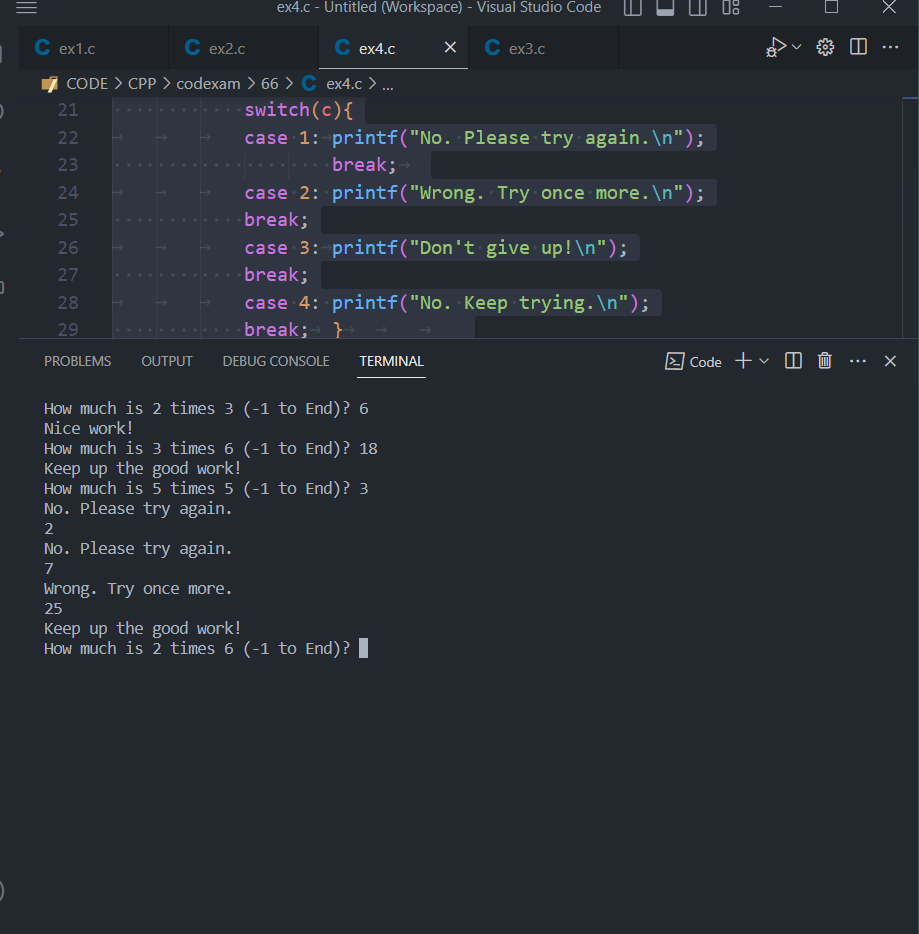 ex4.c - Untitled (Workspace) - Visual Studio Code
C ex1.c C ex2.c C ex4.c C ex3.c
CODE > CPP > codexam > 66 > C ex4.c > ...
21 switch(c){
22 case 1: printf("No. Please try again.\n");
23 break;
24 case 2: printf("Wrong. Try once more.\n");
25 break;
26 case 3: printf("Don't give up!\n");
27 break;
28 case 4: printf("No. Keep trying.\n");
29 break; }
PROBLEMS OUTPUT DEBUG CONSOLE TERMINAL Code
How much is 2 times 3 (-1 to End)? 6
Nice work!
How much is 3 times 6 (-1 to End)? 18
Keep up the good work!
How much is 5 times 5 (-1 to End)? 3
No. Please try again.
2
No. Please try again.
7
Wrong. Try once more.
25
Keep up the good work!
How much is 2 times 6 (-1 to End)?